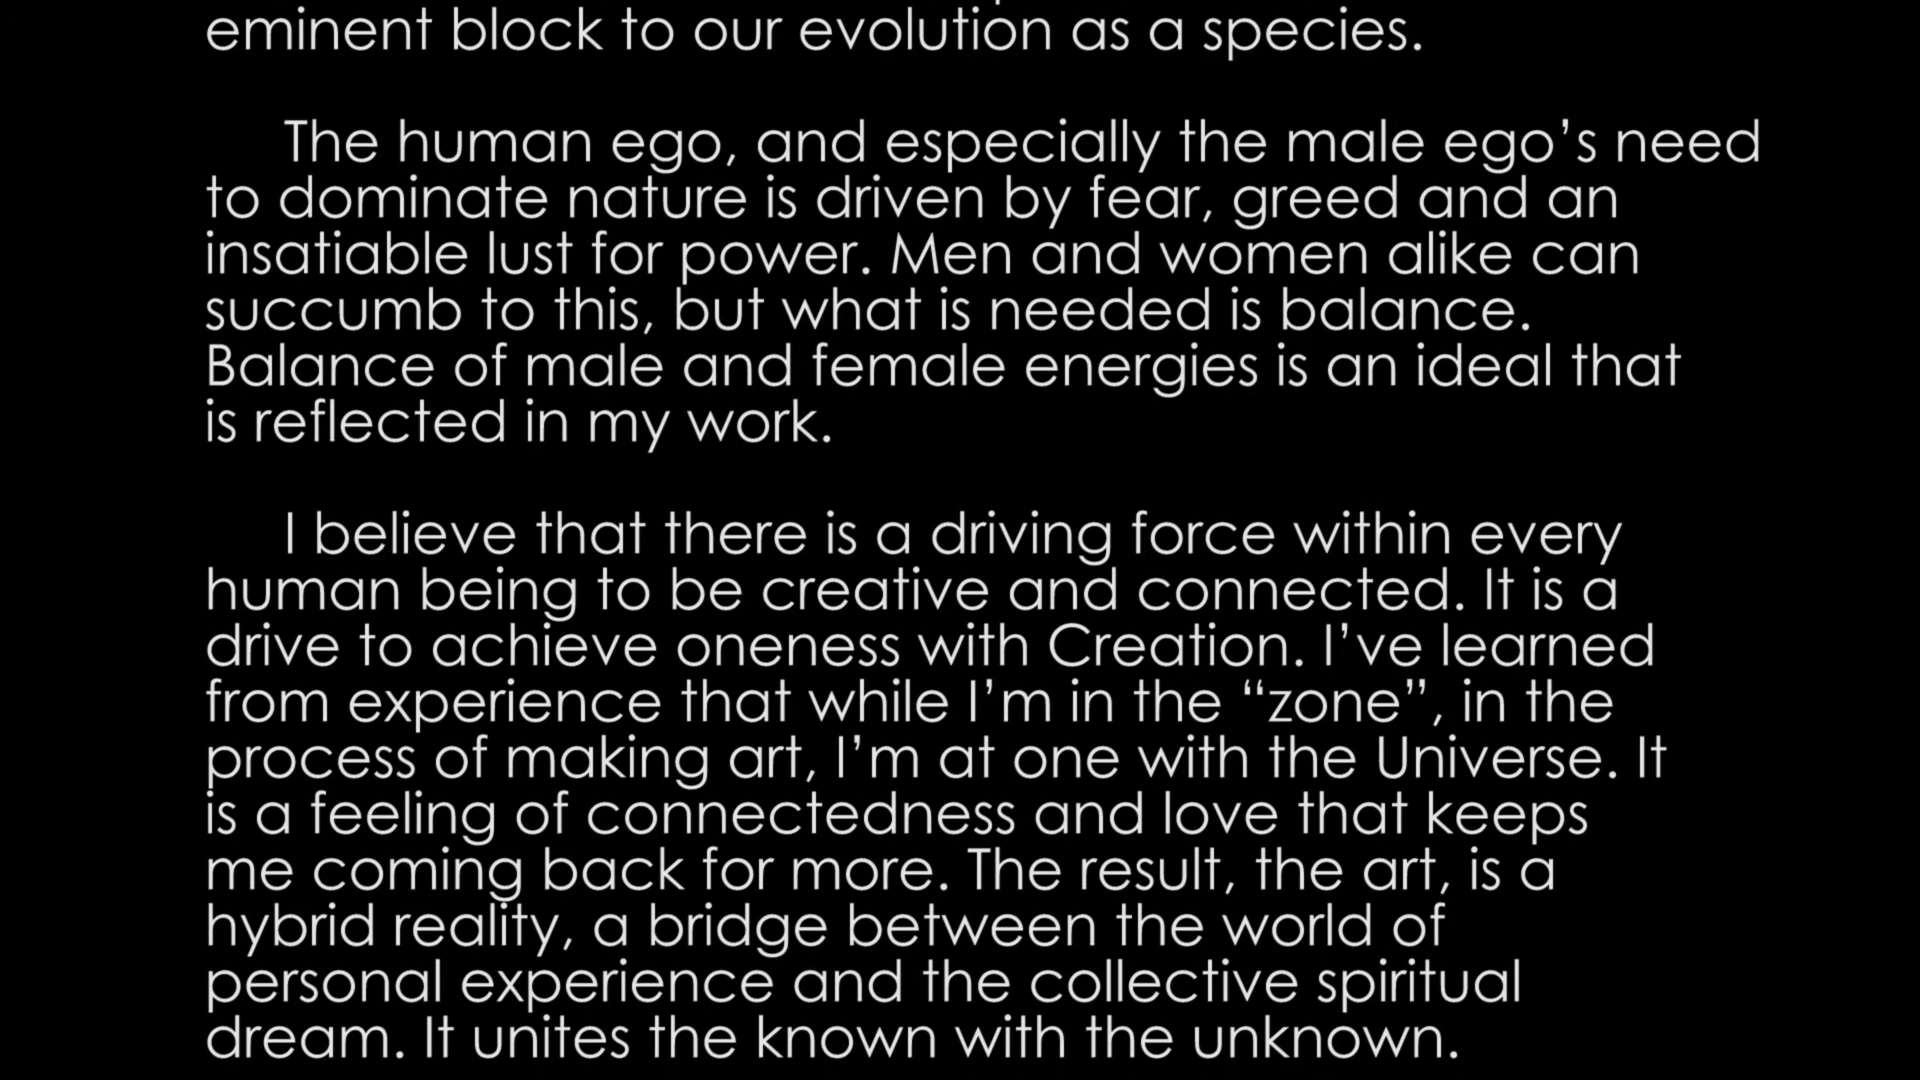 eminent block to our evolution as a species.
The human ego, and especially the male ego’s need
to dominate nature is driven by fear, greed and an
insatiable lust for power. Men and women alike can
succumb to this, but what is needed is balance.
Balance of male and female energies is an ideal that
is reflected in my work.
I believe that there is a driving force within every
human being to be creative and connected. It is a
drive to achieve oneness with Creation. I’ve learned
from experience that while I’m in the “zone”, in the
process of making art, I’m at one with the Universe. It
is a feeling of connectedness and love that keeps
me coming back for more. The result, the art, is a
hybrid reality, a bridge between the world of
personal experience and the collective spiritual
dream. It unites the known with the unknown.